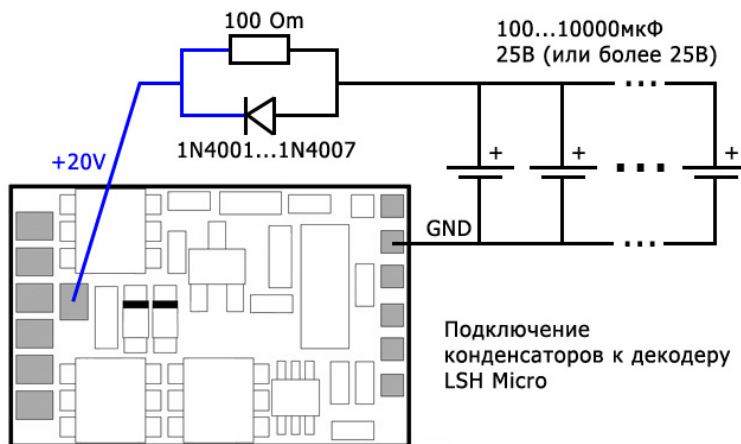 100 Om
100...10000мкФ
25В (или более 25В)
1N4001...1N4007
+20V
+
+
+
GND
Подключение
конденсаторов к декодеру
LSH Micro